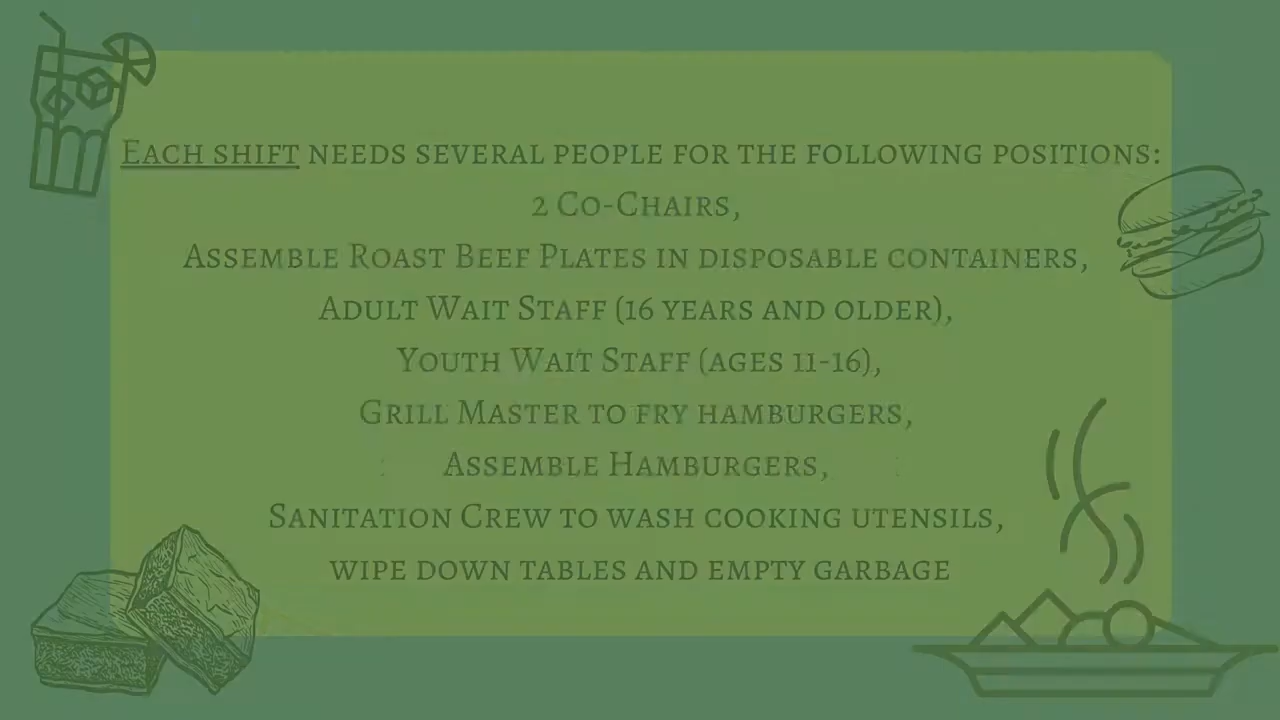 Each shift needs several people for the following positions:
2 Co-Chairs,
Assemble Roast Beef Plates in disposable containers,
Adult Wait Staff (16 years and older),
Youth Wait Staff (ages 11-16),
Grill Master to fry hamburgers,
Assemble Hamburgers,
Sanitation Crew to wash cooking utensils,
wipe down tables and empty garbage